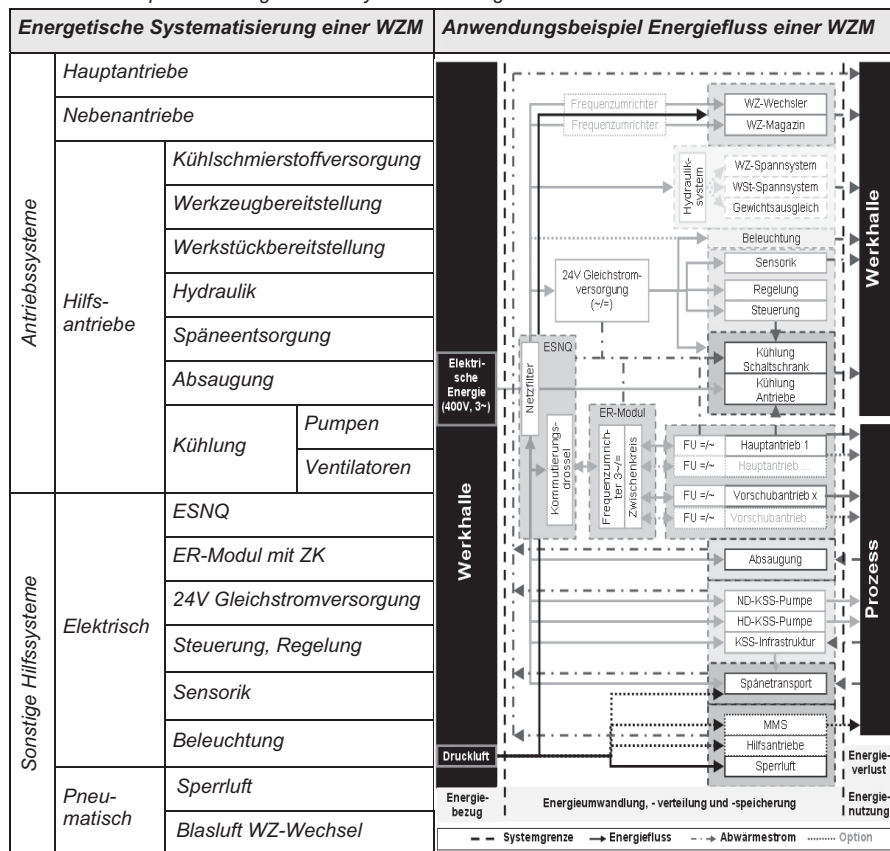 Energetische Systematisierung einer WZM
Anwendungsbeispiel Energiefluss einer WZM
Antriebssysteme
Hauptantriebe
Nebenantriebe
Hilfs-
antriebe
Kühlschmierstoffversorgung
Werkzeugbereitstellung
Werkstückbereitstellung
Hydraulik
Späneentsorgung
Absaugung
Kühlung
Pumpen
Ventilatoren
Sonstige Hilfssysteme
Elektrisch
ESNQ
ER-Modul mit ZK
24V Gleichstromversorgung
Steuerung, Regelung
Sensorik
Beleuchtung
Pneu-
matisch
Sperrluft
Blasluft WZ-Wechsel
Frequenzumrichter
Frequenzumrichter
WZ-Wechsler
WZ-Magazin
Hydraulik-
system
WZ-Spannsystem
WSt-Spannsystem
Gewichtsausgleich
Beleuchtung
24V Gleichstrom-
versorgung
(~/=)
Sensorik
Regelung
Steuerung
Werkhalle
ESNQ
Netzfilter
Elektri-
sche
Energie
(400V, 3~)
Kühlung
Schaltschrank
Kühlung
Antriebe
ER-Modul
Kommutierungs-
drossel
Frequenzumrich-
ter 3~/=
Zwischenkreis
FU =/~
Hauptantrieb 1
FU =/~
Hauptantrieb ...
FU =/~
Vorschubantrieb x
FU =/~
Vorschubantrieb ...
Werkhalle
Prozess
Absaugung
ND-KSS-Pumpe
HD-KSS-Pumpe
KSS-Infrastruktur
Spänetransport
MMS
Hilfsantriebe
Sperrluft
Druckluft
Energie-
verlust
Energie-
bezug
Energieumwandlung, - verteilung und -speicherung
Energie-
nutzung
Systemgrenze
Energiefluss
Abwärmestrom
Option